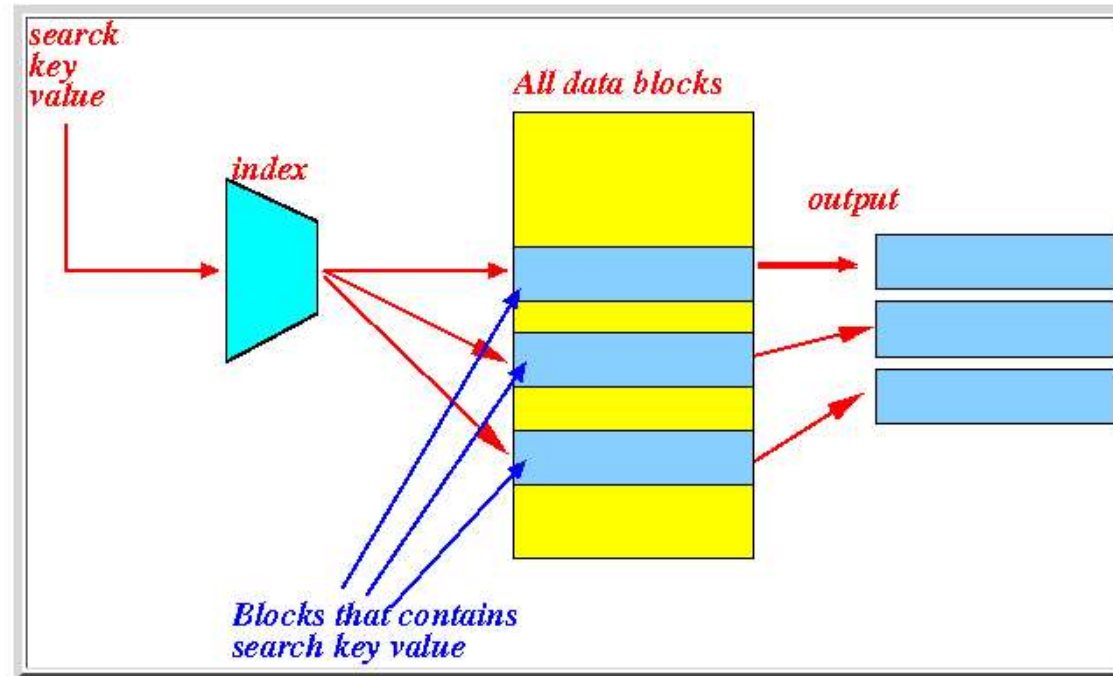 searck
key
value
All data blocks
index
output
Blocks that contains
search key value